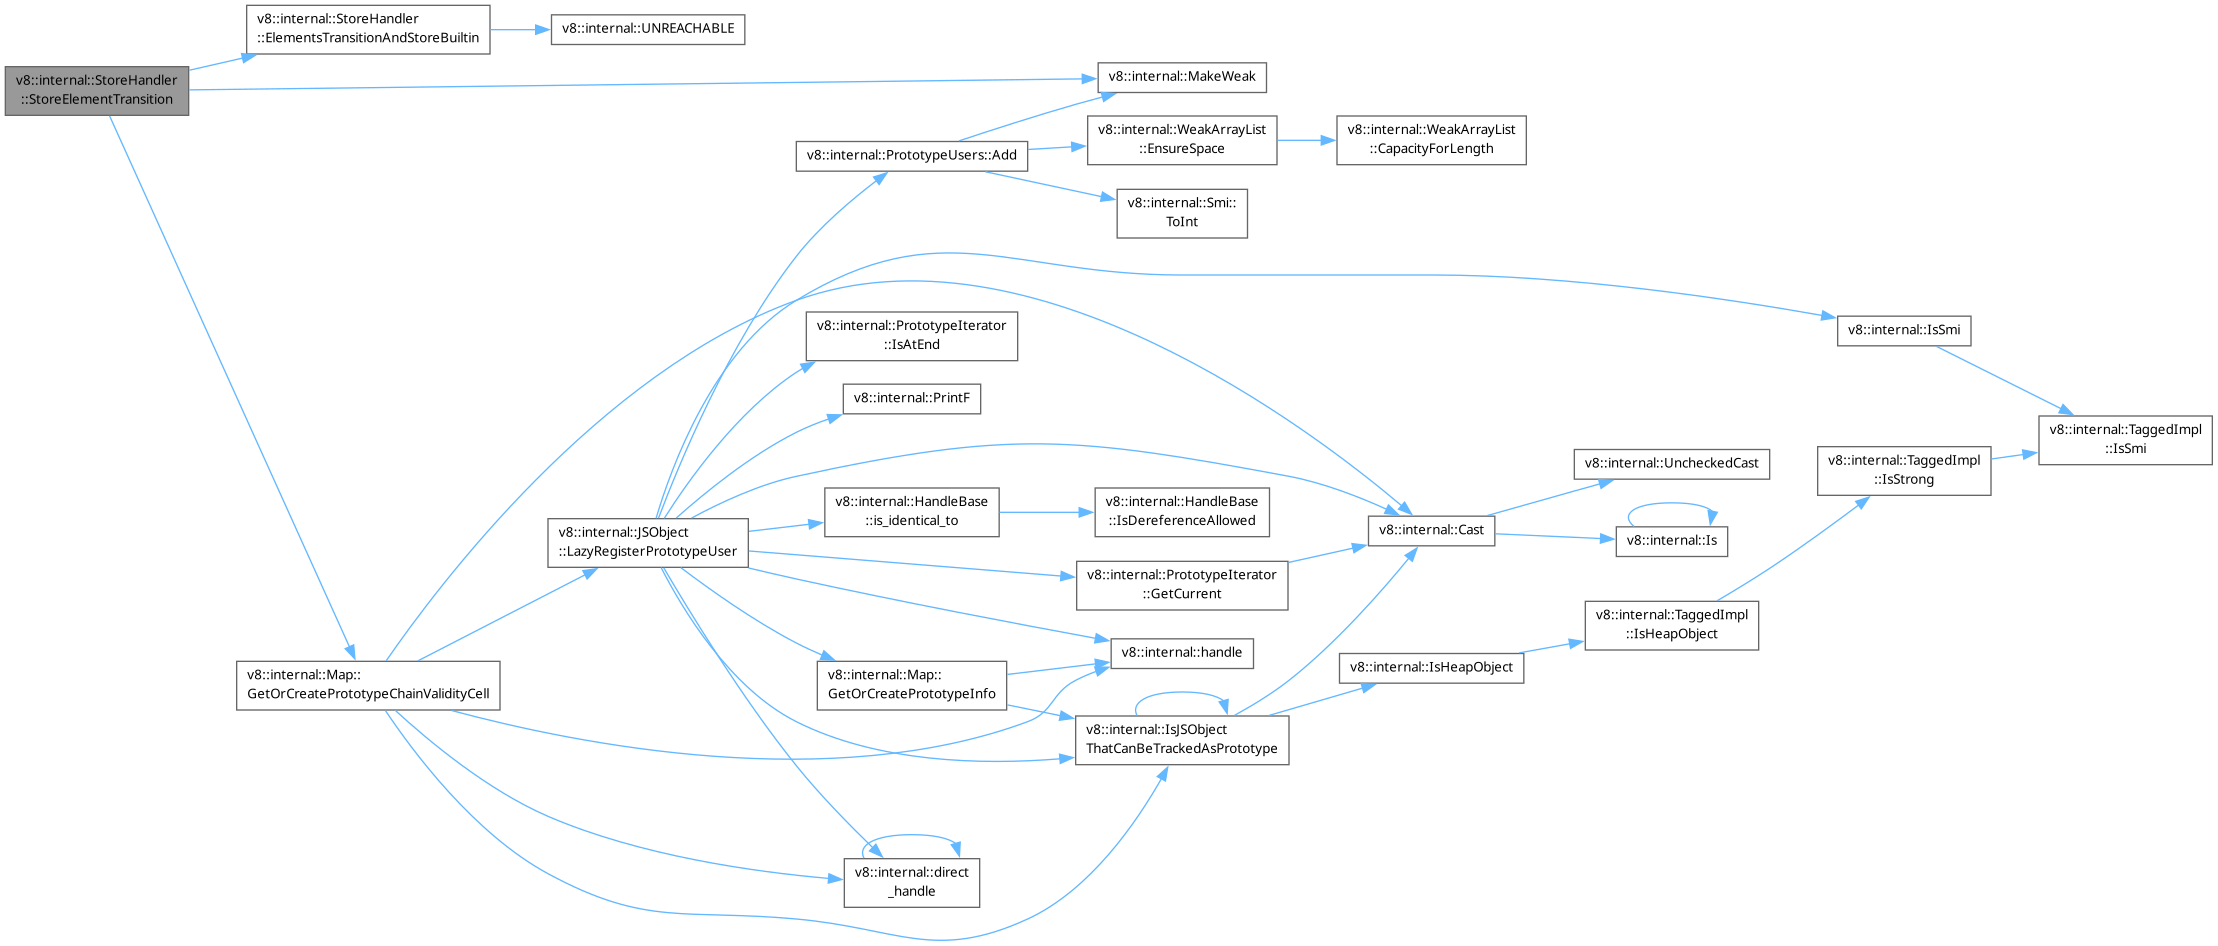 v8::internal::StoreHandler
::StoreElementTransition
v8::internal::StoreHandler
::ElementsTransitionAndStoreBuiltin
v8::internal::UNREACHABLE
v8::internal::MakeWeak
v8::internal::PrototypeUsers::Add
v8::internal::WeakArrayList
::EnsureSpace
v8::internal::WeakArrayList
::CapacityForLength
v8::internal::Smi::
ToInt
v8::internal::PrototypeIterator
::IsAtEnd
v8::internal::IsSmi
v8::internal::PrintF
v8::internal::TaggedImpl
::IsSmi
v8::internal::UncheckedCast
v8::internal::TaggedImpl
::IsStrong
v8::internal::HandleBase
::is_identical_to
v8::internal::HandleBase
::IsDereferenceAllowed
v8::internal::JSObject
::LazyRegisterPrototypeUser
v8::internal::Cast
v8::internal::Is
v8::internal::PrototypeIterator
::GetCurrent
v8::internal::TaggedImpl
::IsHeapObject
v8::internal::handle
v8::internal::IsHeapObject
v8::internal::Map::
GetOrCreatePrototypeChainValidityCell
v8::internal::Map::
GetOrCreatePrototypeInfo
v8::internal::IsJSObject
ThatCanBeTrackedAsPrototype
v8::internal::direct
_handle